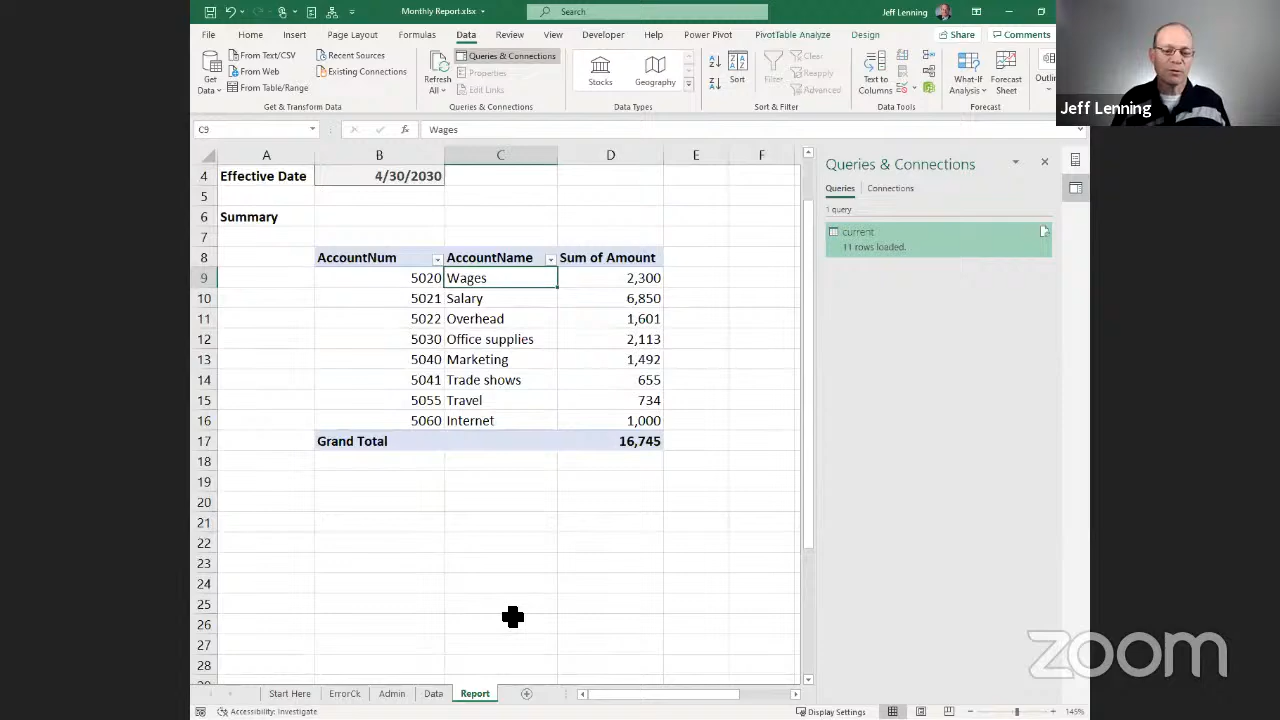 Monthly Report.xlsx
Search
Jeff Lenning
File Home Insert Page Layout Formulas Data Review View Developer Help Power Pivot PivotTable Analyze Design Share Comments
Get Data
From Text/CSV
From Web
From Table/Range
Recent Sources
Existing Connections
Get & Transform Data
Refresh All
Queries & Connections
Properties
Edit Links
Queries & Connections
Stocks
Geography
Data Types
Sort
Filter
Clear
Reapply
Advanced
Sort & Filter
Text to Columns
Data Tools
What-If Analysis
Forecast Sheet
Forecast
Outlin
Jeff Lenning
C9
fx
Wages
A B C D E F
4 Effective Date 4/30/2030
5
6 Summary
7
8 AccountNum AccountName Sum of Amount
9 5020 Wages 2,300
10 5021 Salary 6,850
11 5022 Overhead 1,601
12 5030 Office supplies 2,113
13 5040 Marketing 1,492
14 5041 Trade shows 655
15 5055 Travel 734
16 5060 Internet 1,000
17 Grand Total 16,745
18
19
20
21
22
23
24
25
26
27
28
Queries & Connections
Queries Connections
1 query
current
11 rows loaded.
zoom
Start Here ErrorCk Admin Data Report
Accessibility: Investigate
Display Settings
145%